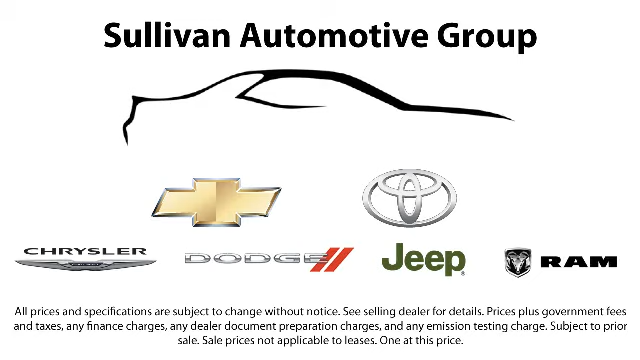 Sullivan Automotive Group
CHRYSLER
DODGE
Jeep
RAM
All prices and specifications are subject to change without notice. See selling dealer for details. Prices plus government fees
and taxes, any finance charges, any dealer document preparation charges, and any emission testing charge. Subject to prior
sale. Sale prices not applicable to leases. One at this price.